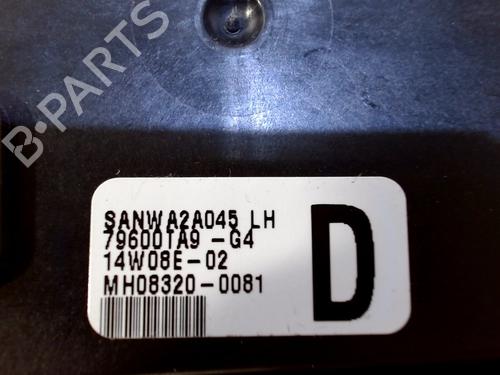 B-PARTS
SANWA2A045 LH
79600TA9 -G4
14W08E-02
MH08320-0081
D